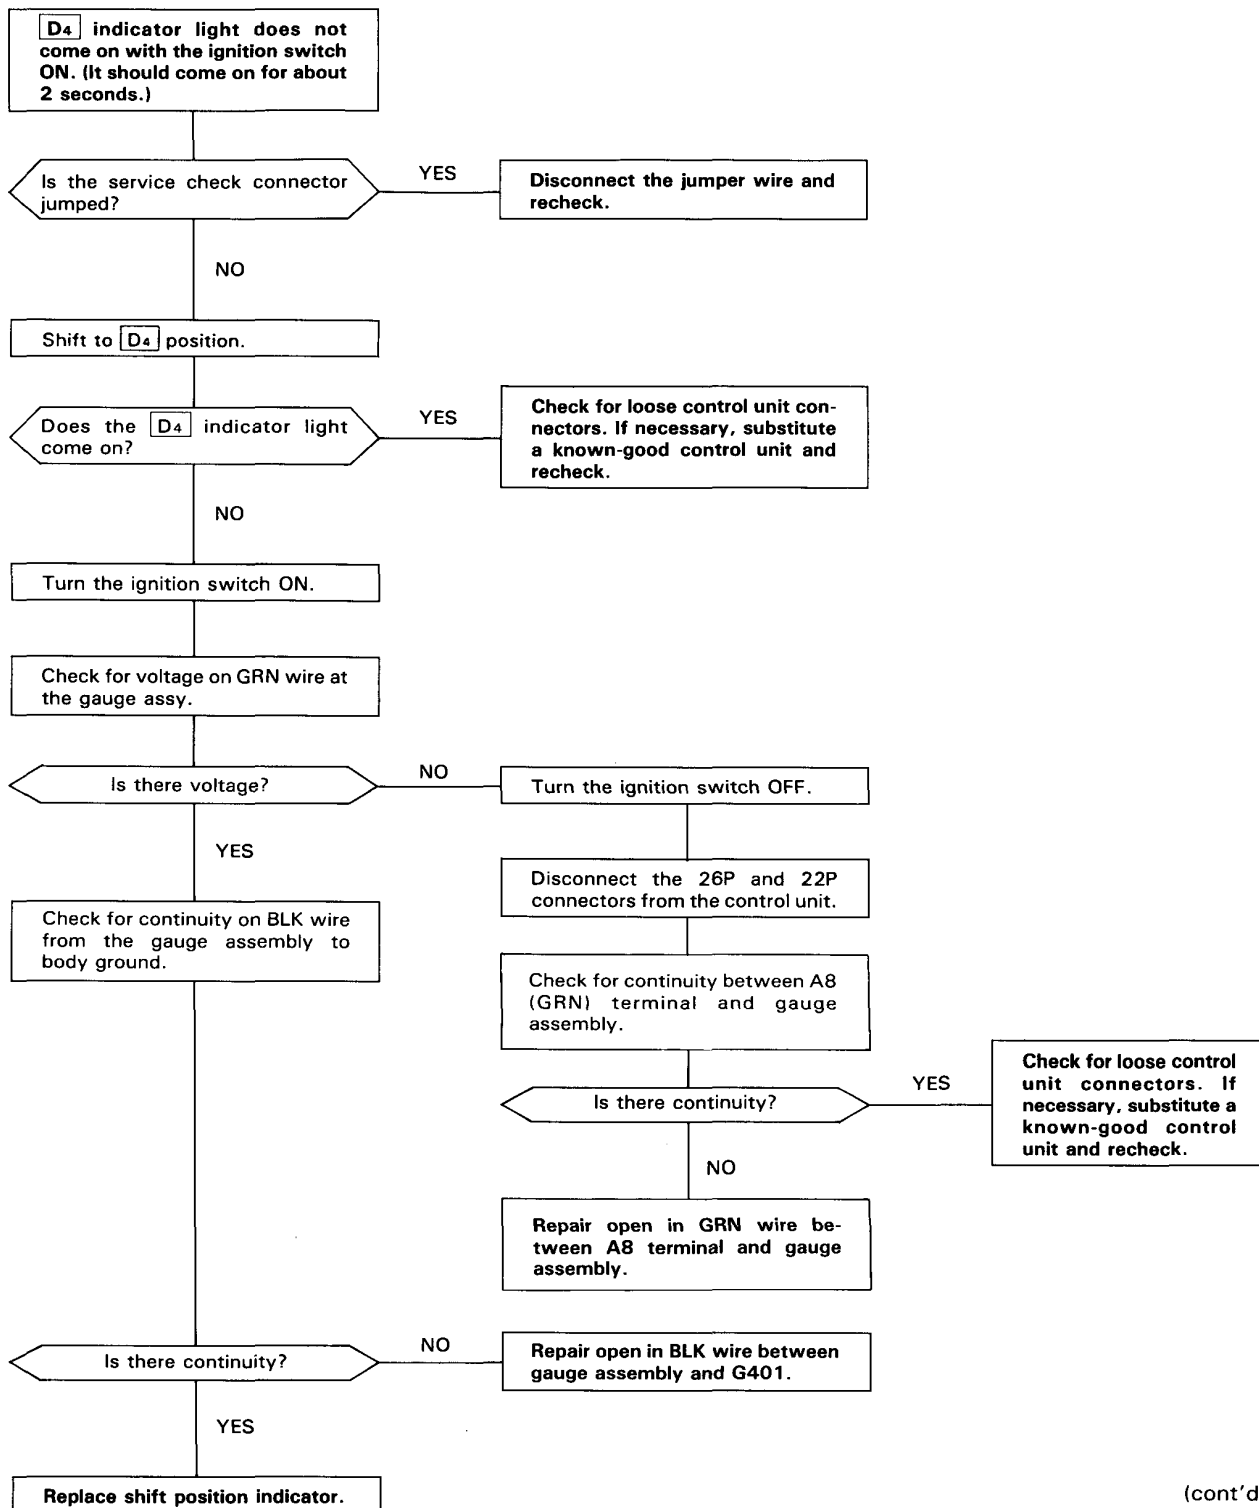 D4 indicator light does not
come on with the ignition switch
ON. (It should come on for about
2 seconds.)
Is the service check connector
jumped?
YES
Disconnect the jumper wire and
recheck.
NO
Shift to D4 position.
Does the D4 indicator light
come on?
YES
Check for loose control unit con-
nectors. If necessary, substitute
a known-good control unit and
recheck.
NO
Turn the ignition switch ON.
Check for voltage on GRN wire at
the gauge assy.
Is there voltage?
NO
Turn the ignition switch OFF.
YES
Disconnect the 26P and 22P
connectors from the control unit.
Check for continuity on BLK wire
from the gauge assembly to
body ground.
Check for continuity between A8
(GRN) terminal and gauge
assembly.
Is there continuity?
YES
Check for loose control
unit connectors. If
necessary, substitute a
known-good control
unit and recheck.
NO
Repair open in GRN wire be-
tween A8 terminal and gauge
assembly.
Is there continuity?
NO
Repair open in BLK wire between
gauge assembly and G401.
YES
Replace shift position indicator.
(cont'd